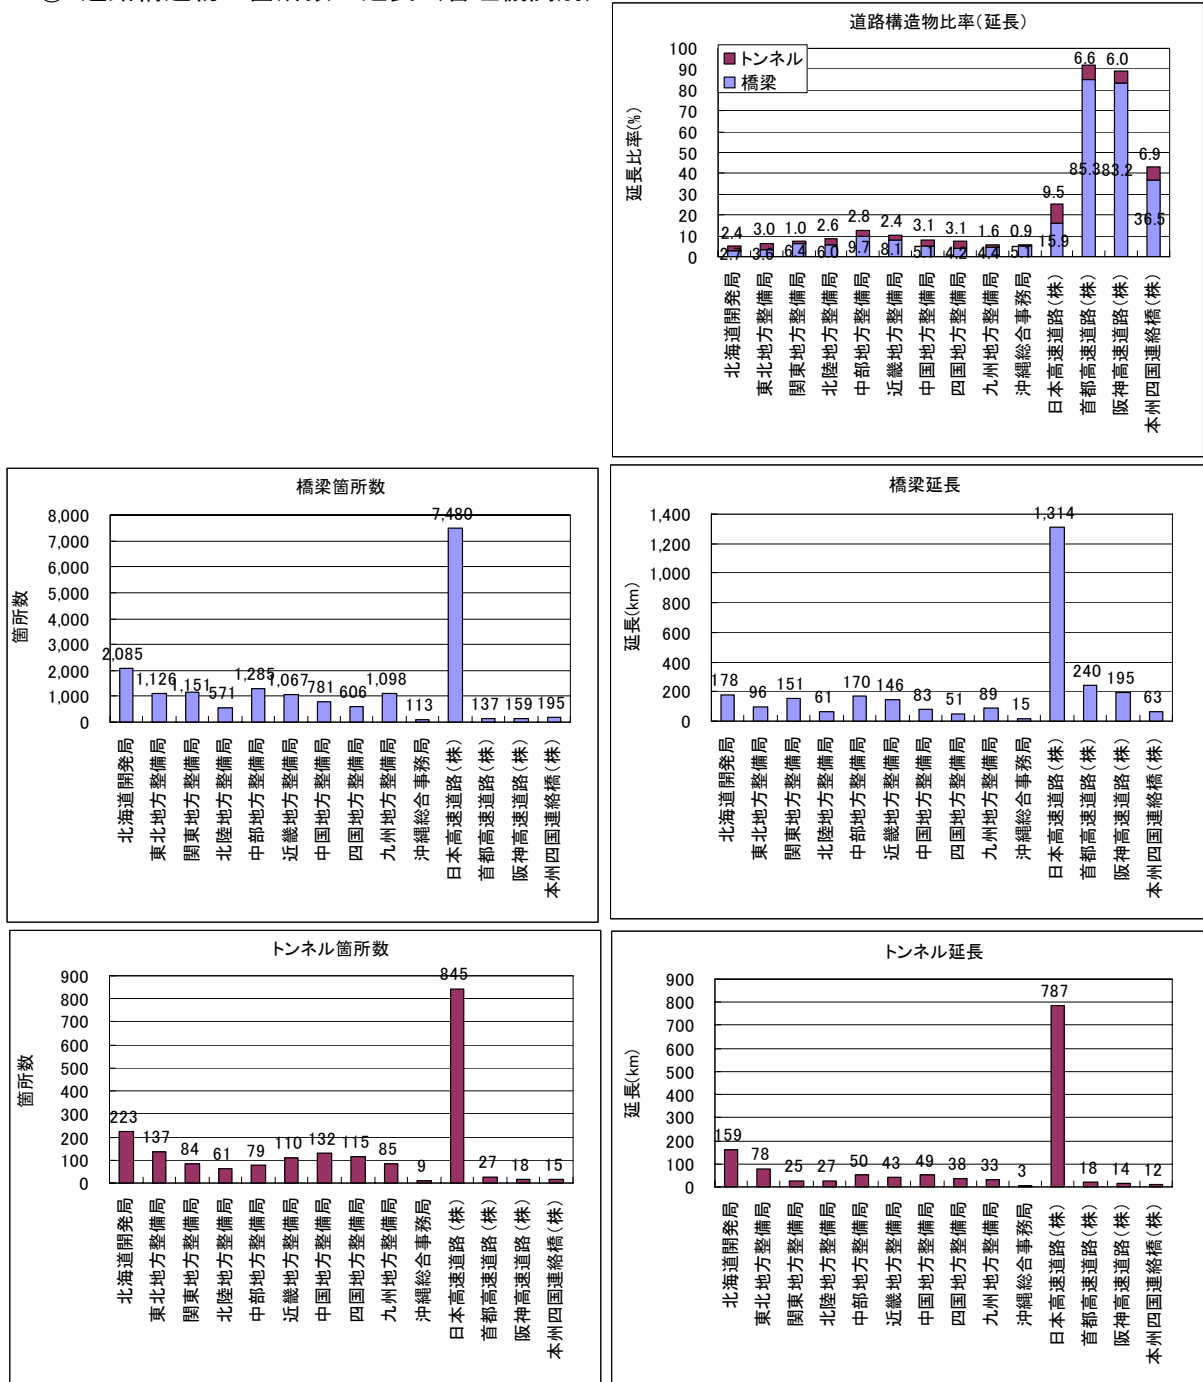 道路構造物比率(延長)
延長比率(%)
100
90
80
70
60
50
40
30
20
10
0
トンネル
橋梁
2.4 3.0 1.0 2.6 2.8 2.4 3.1 3.1 1.6 0.9 9.5 6.6 6.0 6.9
2.7 3.6 6.4 6.0 9.7 8.1 5.1 4.2 4.4 5.1 15.9 85.3 83.2 36.5
北海道開発局
東北地方整備局
関東地方整備局
北陸地方整備局
中部地方整備局
近畿地方整備局
中国地方整備局
四国地方整備局
九州地方整備局
沖縄総合事務局
日本高速道路(株)
首都高速道路(株)
阪神高速道路(株)
本州四国連絡橋(株)
橋梁箇所数
箇所数
8,000
7,000
6,000
5,000
4,000
3,000
2,000
1,000
0
2,085 1,126 1,151 571 1,285 1,067 781 606 1,098 113 7,480 137 159 195
北海道開発局
東北地方整備局
関東地方整備局
北陸地方整備局
中部地方整備局
近畿地方整備局
中国地方整備局
四国地方整備局
九州地方整備局
沖縄総合事務局
日本高速道路(株)
首都高速道路(株)
阪神高速道路(株)
本州四国連絡橋(株)
橋梁延長
延長(km)
1,400
1,200
1,000
800
600
400
200
0
178 96 151 61 170 146 83 51 89 15 1,314 240 195 63
北海道開発局
東北地方整備局
関東地方整備局
北陸地方整備局
中部地方整備局
近畿地方整備局
中国地方整備局
四国地方整備局
九州地方整備局
沖縄総合事務局
日本高速道路(株)
首都高速道路(株)
阪神高速道路(株)
本州四国連絡橋(株)
トンネル箇所数
箇所数
900
800
700
600
500
400
300
200
100
0
223 137 84 61 79 110 132 115 85 9 845 27 18 15
北海道開発局
東北地方整備局
関東地方整備局
北陸地方整備局
中部地方整備局
近畿地方整備局
中国地方整備局
四国地方整備局
九州地方整備局
沖縄総合事務局
日本高速道路(株)
首都高速道路(株)
阪神高速道路(株)
本州四国連絡橋(株)
トンネル延長
延長(km)
900
800
700
600
500
400
300
200
100
0
159 78 25 27 50 43 49 38 33 3 787 18 14 12
北海道開発局
東北地方整備局
関東地方整備局
北陸地方整備局
中部地方整備局
近畿地方整備局
中国地方整備局
四国地方整備局
九州地方整備局
沖縄総合事務局
日本高速道路(株)
首都高速道路(株)
阪神高速道路(株)
本州四国連絡橋(株)